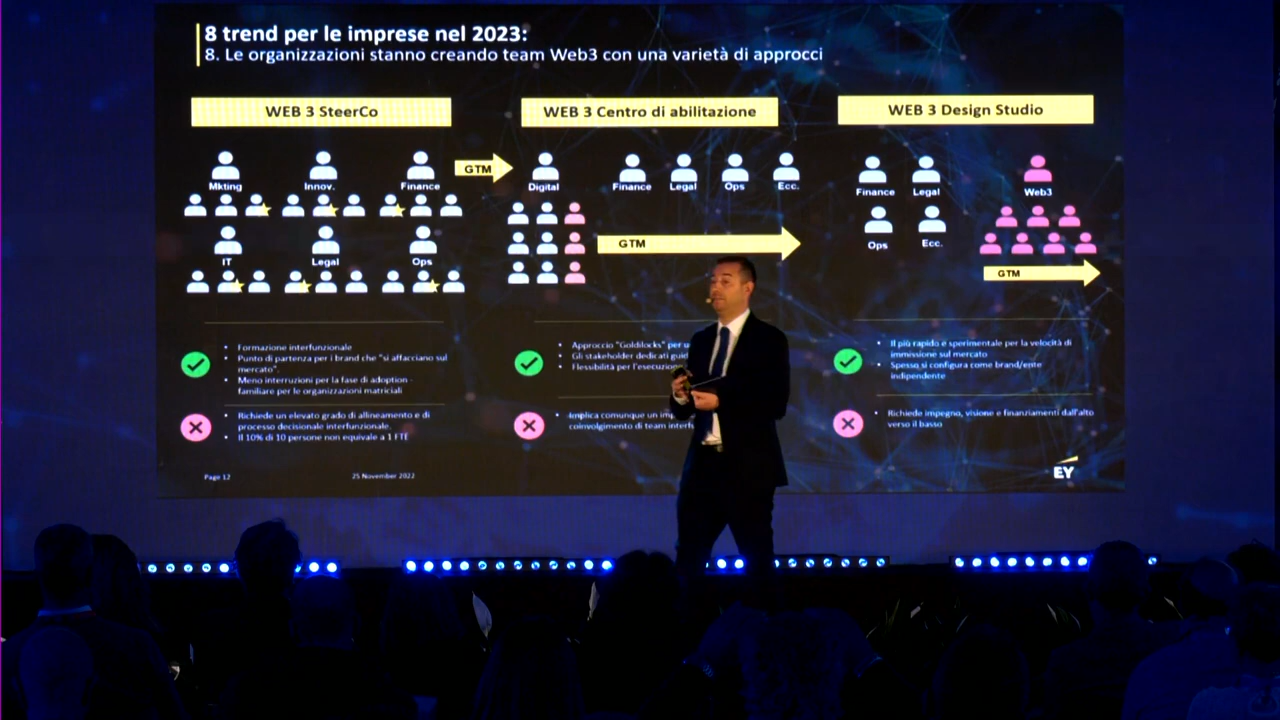 8 trend per le imprese nel 2023:
8. Le organizzazioni stanno creando team Web3 con una varietà di approcci
WEB 3 SteerCo
Mkting
Innov.
Finance
IT
Legal
Ops
GTM
Formazione interfunzionale
Punto di partenza per i brand che "si affacciano sul
mercato".
Meno interruzioni per la fase di adoption -
familiare per le organizzazioni matriciali
Richiede un elevato grado di allineamento e di
processo decisionale interfunzionale.
Il 10% di 10 persone non equivale a 1 FTE
WEB 3 Centro di abilitazione
Digital
Finance
Legal
Ops
Ecc.
GTM
Approccio "Goldilocks" per
Gli stakeholder dedicati
Flessibilità per
Implica comunque un
coinvolgimento di team
WEB 3 Design Studio
Finance
Legal
Web3
Ops
Ecc.
GTM
Il più rapido e sperimentale per la velocità di
immissione sul mercato
Spesso si configura come brand/ente
indipendente
Richiede impegno, visione e finanziamenti dall'alto
verso il basso
Page 12
25 November 2022
EY